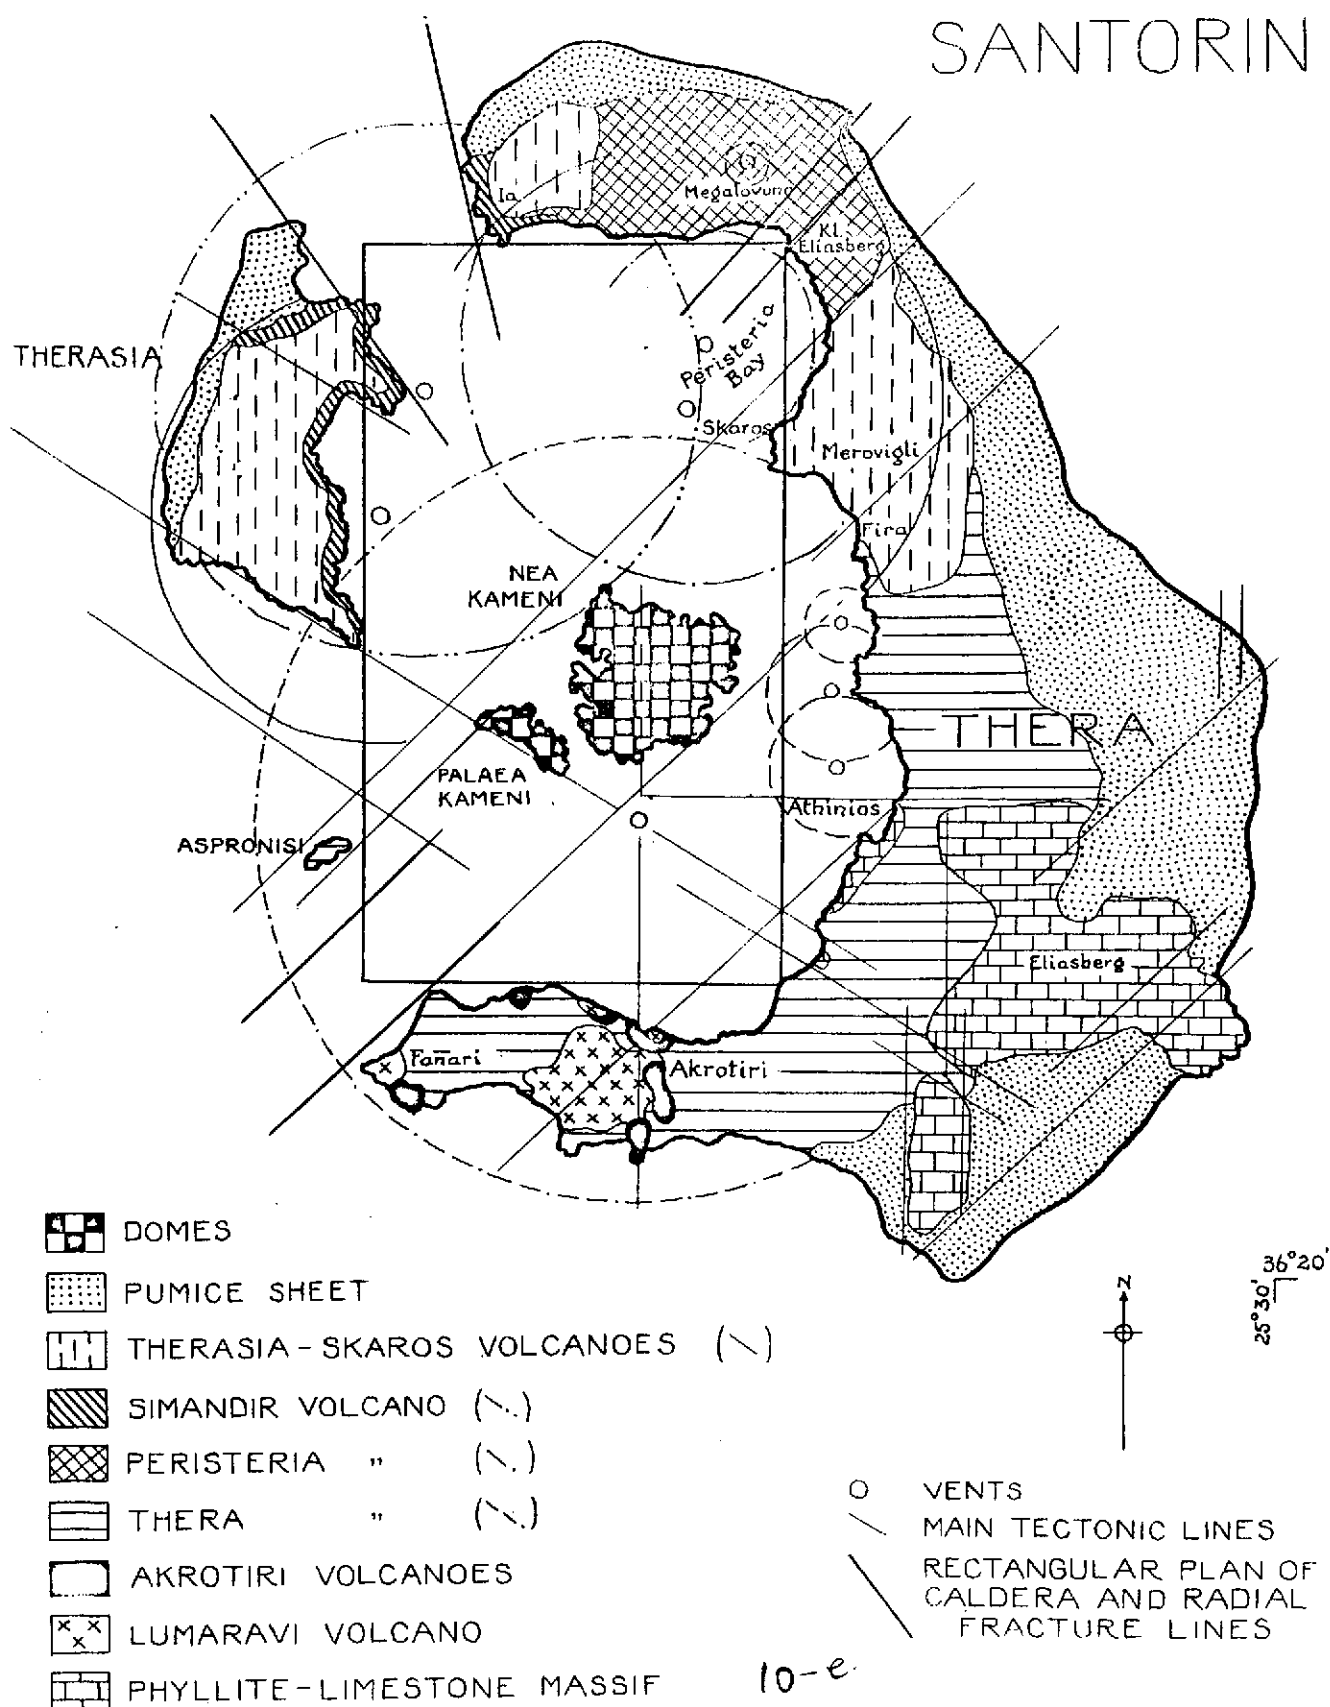 SANTORIN
Ia
Megalovuno
Kl.
Eliasberg
THERASIA
Peristeria
Bay
Skaros
Merovigli
Fira
NEA
KAMENI
THERA
PALAEA
KAMENI
Athinios
ASPRONISI
Eliasberg
Fanari
Akrotiri
DOMES
PUMICE SHEET
THERASIA-SKAROS VOLCANOES (\)
SIMANDIR VOLCANO (\..)
PERISTERIA " (\.)
THERA " (\.)
AKROTIRI VOLCANOES
LUMARAVI VOLCANO
PHYLLITE-LIMESTONE MASSIF
N
36°20'
25°30'
VENTS
MAIN TECTONIC LINES
RECTANGULAR PLAN OF
CALDERA AND RADIAL
FRACTURE LINES
10-e.